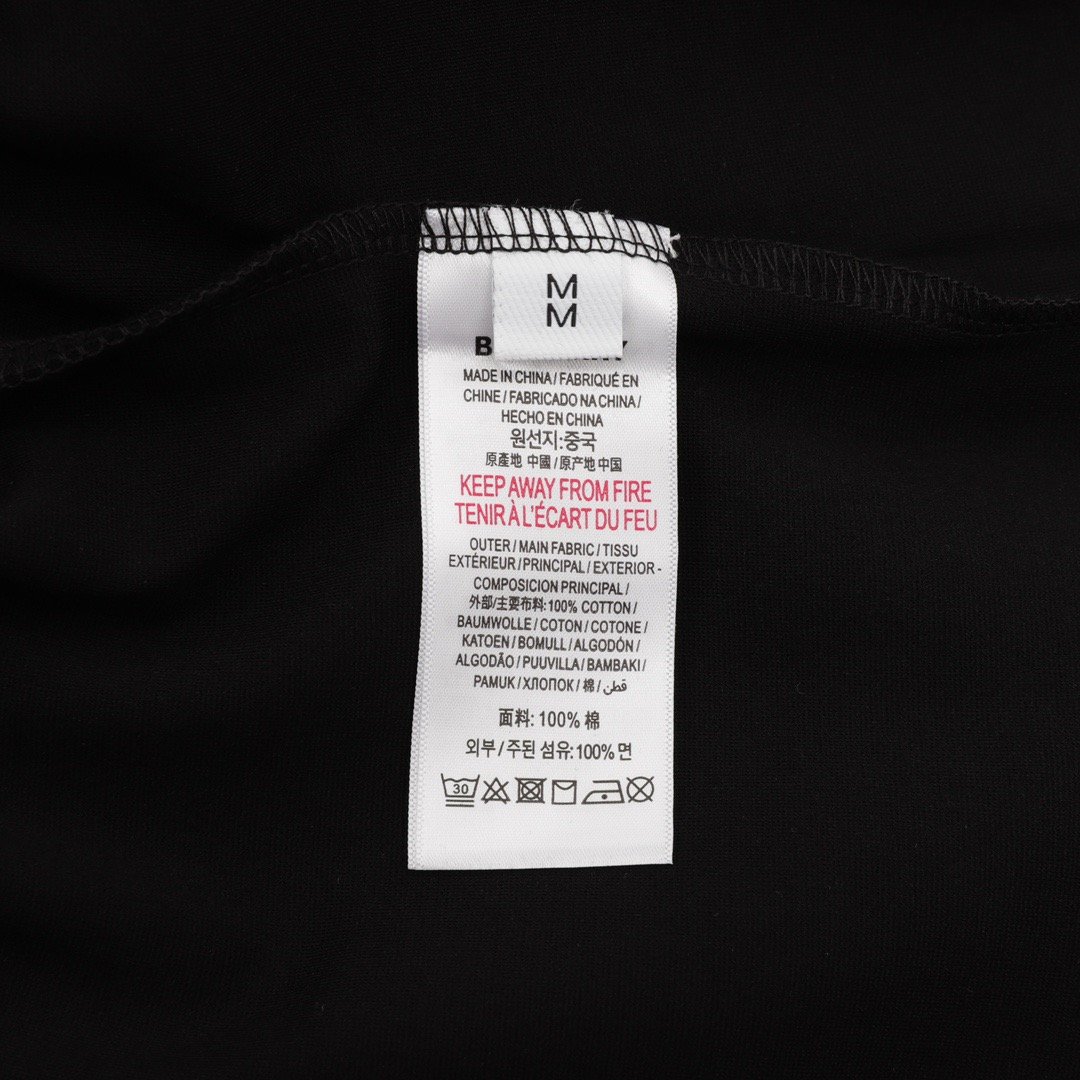 M
M
MADE IN CHINA / FABRIQUÉ EN
CHINE / FABRICADO NA CHINA /
HECHO EN CHINA
원선지:중국
原產地 中國 / 原产地 中国
KEEP AWAY FROM FIRE
TENIR À L'ÉCART DU FEU
OUTER / MAIN FABRIC / TISSU
EXTÉRIEUR / PRINCIPAL / EXTERIOR -
COMPOSICION PRINCIPAL /
外部/主要布料: 100% COTTON /
BAUMWOLLE / COTON / COTONE /
KATOEN / BOMULL / ALGODÓN /
ALGODÃO / PUUVILLA / BAMBAKI /
PAMUK / ХЛОПОК / 棉 / قطن
面料: 100% 棉
외부 / 주된 섬유: 100% 면
30